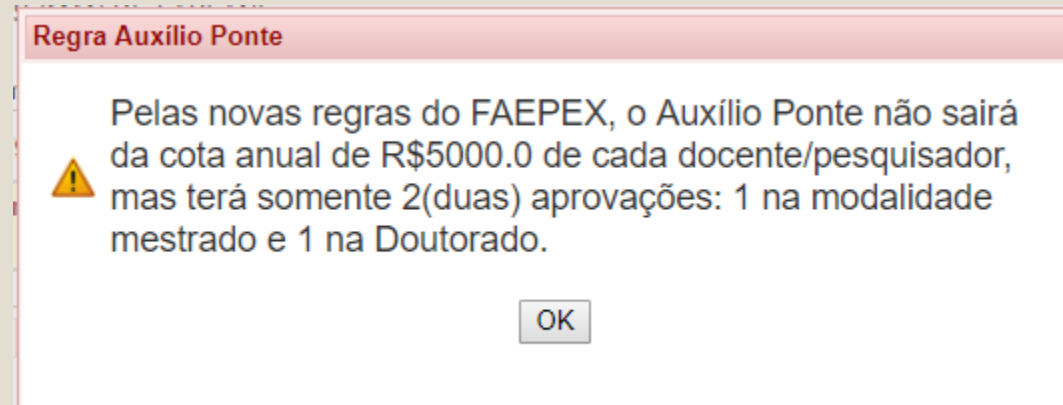 Regra Auxílio Ponte
Pelas novas regras do FAEPEX, o Auxílio Ponte não sairá
da cota anual de R$5000.0 de cada docente/pesquisador,
mas terá somente 2(duas) aprovações: 1 na modalidade
mestrado e 1 na Doutorado.
OK